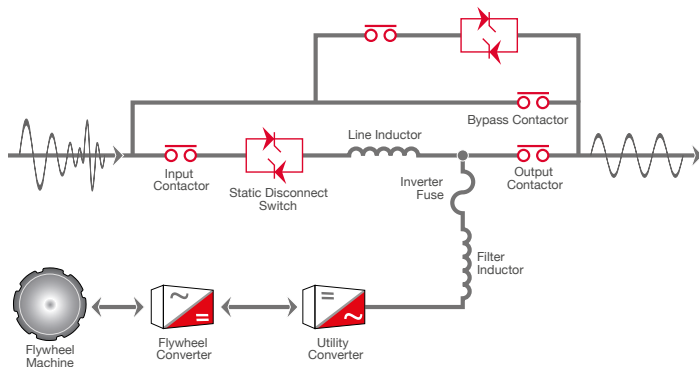 Bypass Contactor
Line Inductor
Input
Contactor
Static Disconnect
Switch
Inverter
Fuse
Output
Contactor
Filter
Inductor
Flywheel
Machine
Flywheel
Converter
Utility
Converter